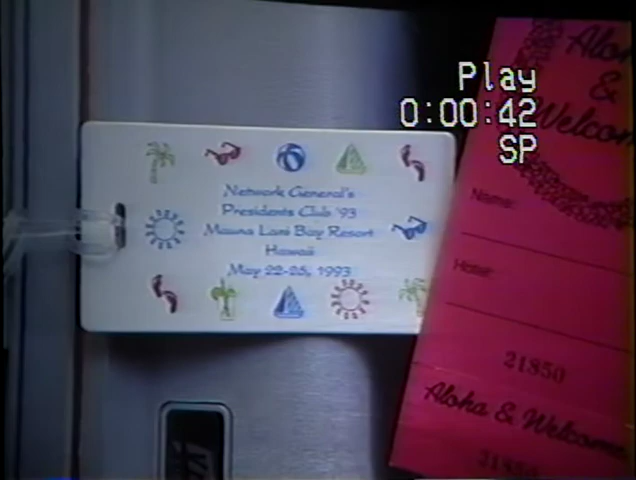 Play
0:00:42
SP
Network General's
Presidents Club '93
Mauna Lani Bay Resort
Hawaii
May 22-25, 1993
Aloha
&
Welcome
Name:
Hotel:
21850
Aloha & Welcome
21850